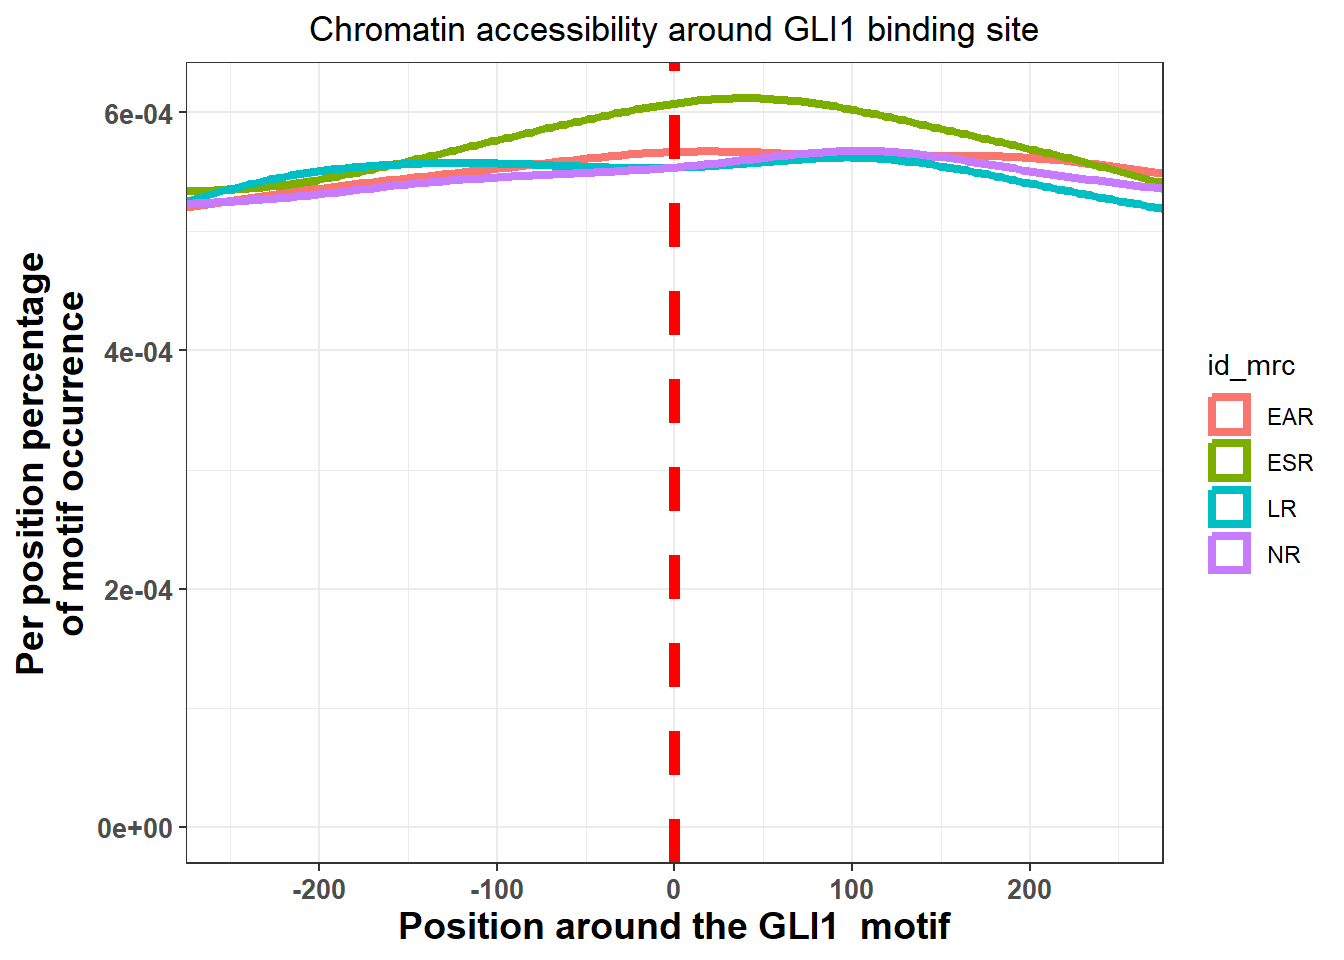 Chromatin accessibility around GLI1 binding site
Per position percentage
of motif occurrence
6e-04
4e-04
2e-04
0e+00
-200
-100
0
100
200
Position around the GLI1  motif
id_mrc
EAR
ESR
LR
NR